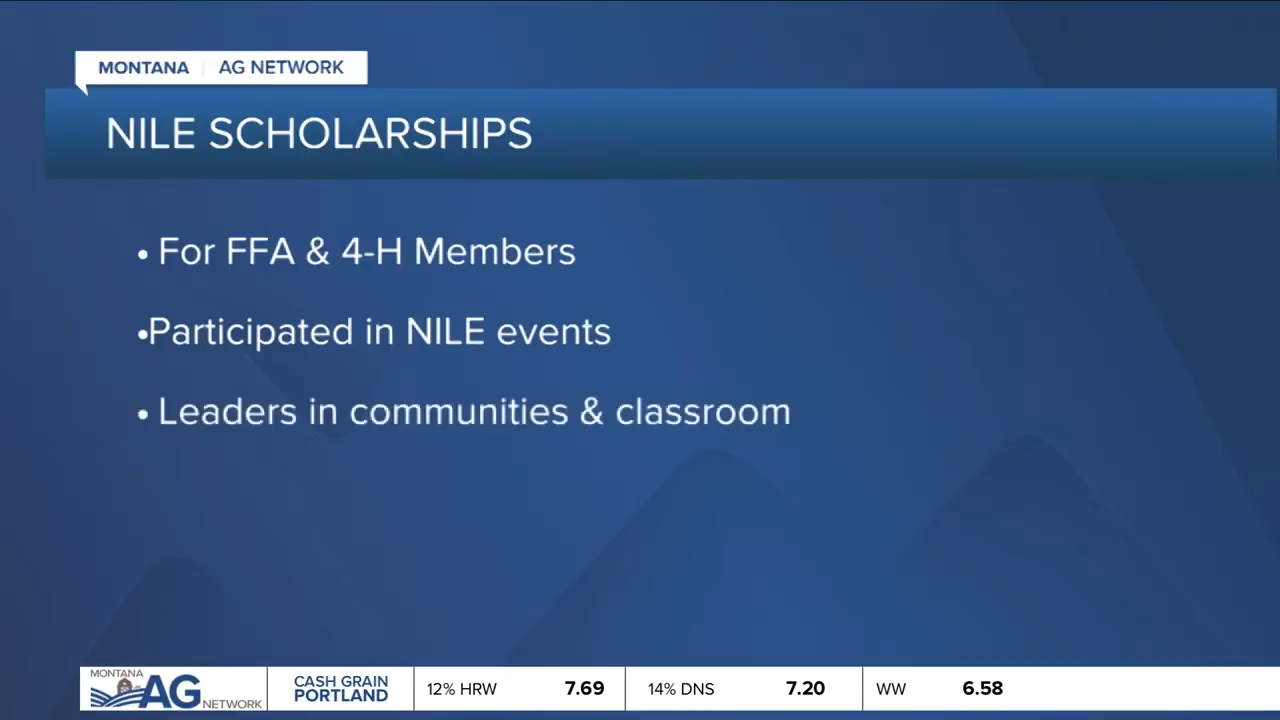 MONTANA | AG NETWORK
NILE SCHOLARSHIPS
• For FFA & 4-H Members
•Participated in NILE events
• Leaders in communities & classroom
MONTANA
AG NETWORK
CASH GRAIN
PORTLAND
12% HRW 7.69 14% DNS 7.20 WW 6.58